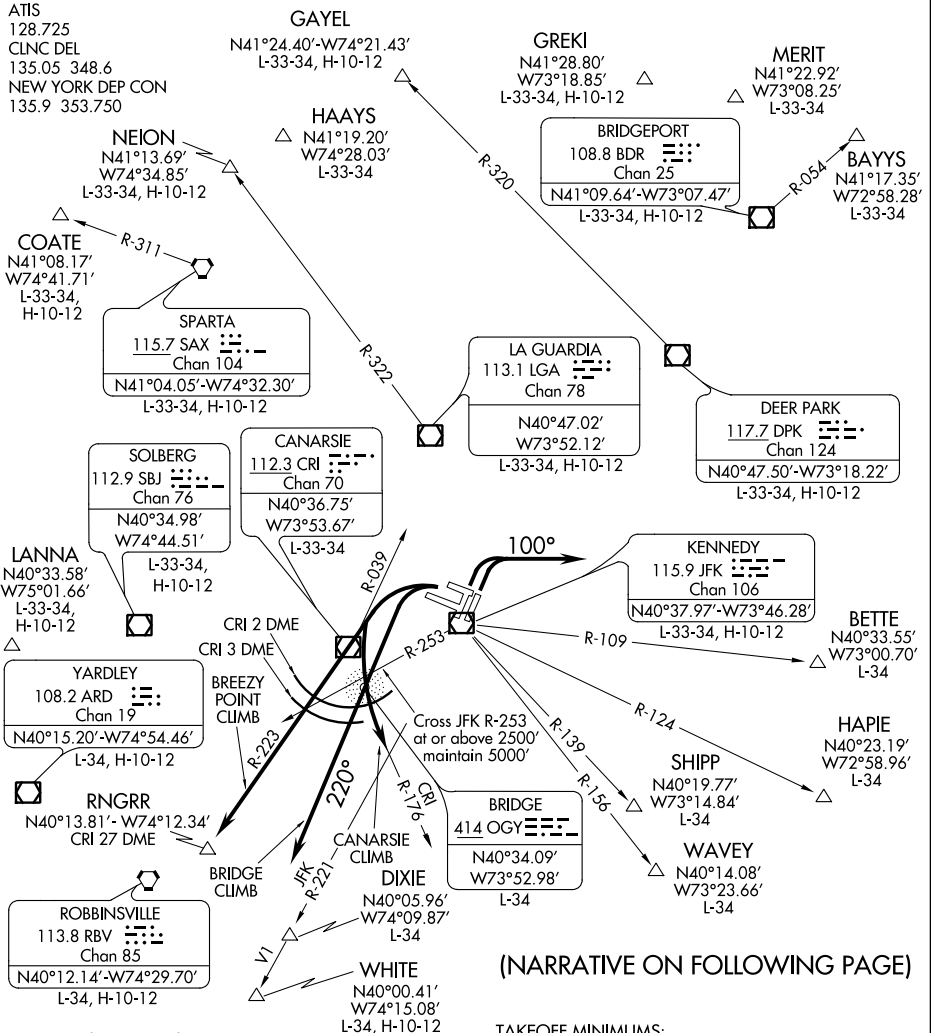 ATIS
128.725
CLNC DEL
135.05 348.6
NEW YORK DEP CON
135.9 353.750
GAYEL
N41°24.40'-W74°21.43'
L-33-34, H-10-12
GREKI
N41°28.80'
W73°18.85'
L-33-34, H-10-12
MERIT
N41°22.92'
W73°08.25'
L-33-34
HAAYS
N41°19.20'
W74°28.03'
L-33-34
NEION
N41°13.69'
W74°34.85'
L-33-34, H-10-12
BRIDGEPORT
108.8 BDR
Chan 25
N41°09.64'-W73°07.47'
L-33-34, H-10-12
R-054
BAYYS
N41°17.35'
W72°58.28'
L-33-34
R-320
COATE
N41°08.17'
W74°41.71'
L-33-34,
H-10-12
R-311
SPARTA
115.7 SAX
Chan 104
N41°04.05'-W74°32.30'
L-33-34, H-10-12
R-322
LA GUARDIA
113.1 LGA
Chan 78
N40°47.02'
W73°52.12'
L-33-34, H-10-12
DEER PARK
117.7 DPK
Chan 124
N40°47.50'-W73°18.22'
L-33-34, H-10-12
SOLBERG
112.9 SBJ
Chan 76
N40°34.98'
W74°44.51'
L-33-34,
H-10-12
CANARSIE
112.3 CRI
Chan 70
N40°36.75'
W73°53.67'
L-33-34
LANNA
N40°33.58'
W75°01.66'
L-33-34,
H-10-12
R-039
100°
KENNEDY
115.9 JFK
Chan 106
N40°37.97'-W73°46.28'
L-33-34, H-10-12
CRI 2 DME
CRI 3 DME
R-253
R-109
BETTE
N40°33.55'
W73°00.70'
L-34
YARDLEY
108.2 ARD
Chan 19
N40°15.20'-W74°54.46'
L-34, H-10-12
BREEZY
POINT
CLIMB
R-223
220°
Cross JFK R-253
at or above 2500'
maintain 5000'
R-124
R-139
R-156
HAPIE
N40°23.19'
W72°58.96'
L-34
SHIPP
N40°19.77'
W73°14.84'
L-34
RNGRR
N40°13.81'- W74°12.34'
CRI 27 DME
BRIDGE
CLIMB
JFK
R-221
CANARSIE
CLIMB
CRI
R-176
BRIDGE
414 OGY
N40°34.09'
W73°52.98'
L-34
WAVEY
N40°14.08'
W73°23.66'
L-34
ROBBINSVILLE
113.8 RBV
Chan 85
N40°12.14'-W74°29.70'
L-34, H-10-12
DIXIE
N40°05.96'
W74°09.87'
L-34
V1
WHITE
N40°00.41'
W74°15.08'
L-34, H-10-12
(NARRATIVE ON FOLLOWING PAGE)
TAKEOFF MINIMUMS: